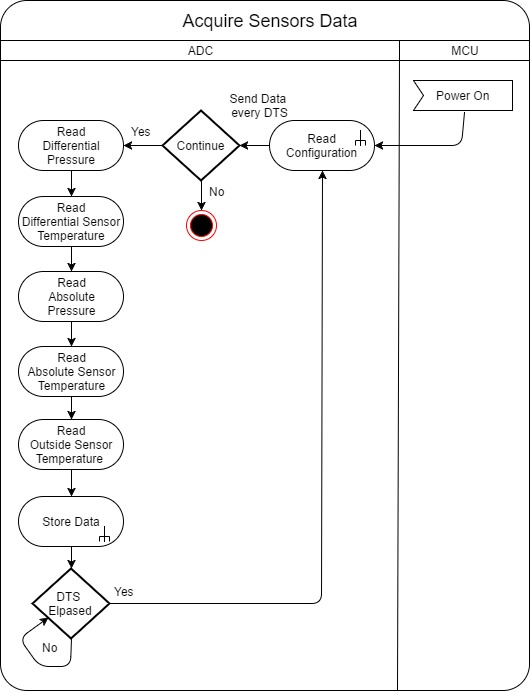 Acquire Sensors Data
ADC
MCU
Power On
Send Data
every DTS
Read
Configuration
Continue
Yes
No
Read
Differential
Pressure
Read
Differential Sensor
Temperature
Read
Absolute
Pressure
Read
Absolute Sensor
Temperature
Read
Outside Sensor
Temperature
Store Data
DTS
Elpased
Yes
No